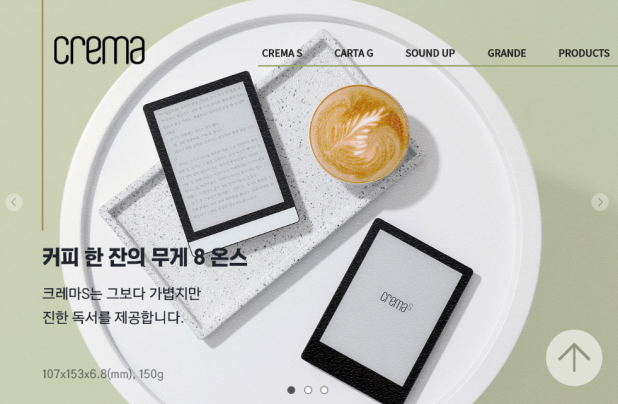 crema
CREMA S CARTA G SOUND UP GRANDE PRODUCTS
커피 한 잔의 무게 8 온스
크레마S는 그보다 가볍지만
진한 독서를 제공합니다.
cremaS
107x153x6.8(mm), 150g